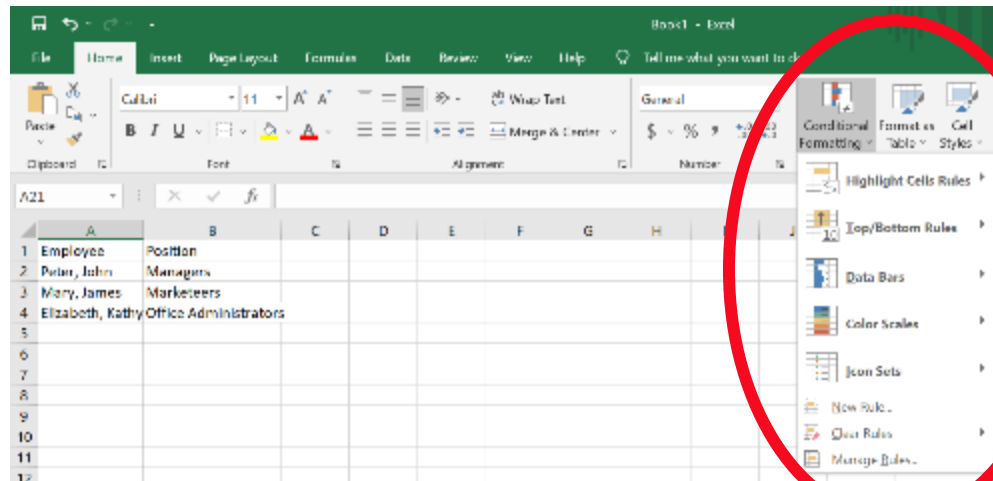 Book1 - Excel
File Home Insert Page Layout Formulas Data Review View Help Tell me what you want to d
Calibri 11 A A Wrap Text General Conditional Format as Cell
Paste B I U A Merge & Center $ % Formatting Table Styles
Clipboard Font Alignment Number
A21 fx
Highlight Cells Rules
A B C D E F G H J
Top/Bottom Rules
1 Employee Position
2 Peter, John Managers
Data Bars
3 Mary, James Marketeers
4 Elizabeth, Kathy Office Administrators
Color Scales
5
6
Icon Sets
7
8
New Rule...
9
Clear Rules
10
11
Manage Rules...
12